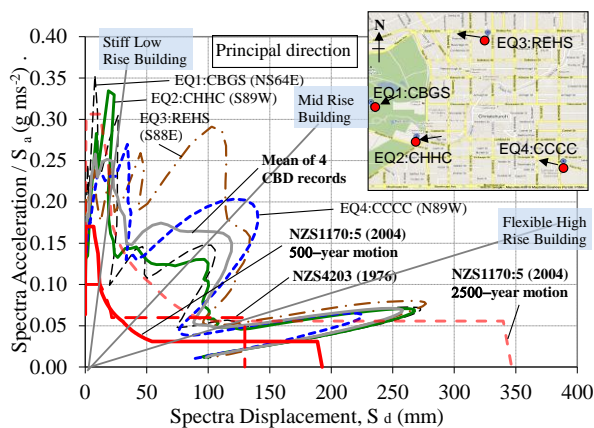 Spectra Acceleration / S a (g ms-2) .
0.40
0.35
0.30
0.25
0.20
0.15
0.10
0.05
0.00
Stiff Low
Rise Building
Principal direction
EQ1:CBGS (NS64E)
EQ2:CHHC (S89W)
EQ3:REHS
(S88E)
Mid Rise
Building
Mean of 4
CBD records
EQ4:CCCC (N89W)
NZS1170:5 (2004)
500–year motion
NZS4203 (1976)
Flexible High
Rise Building
NZS1170:5 (2004)
2500–year motion
N
EQ3:REHS
EQ1:CBGS
EQ2:CHHC
EQ4:CCCC
0 50 100 150 200 250 300 350 400
Spectra Displacement, S d (mm)